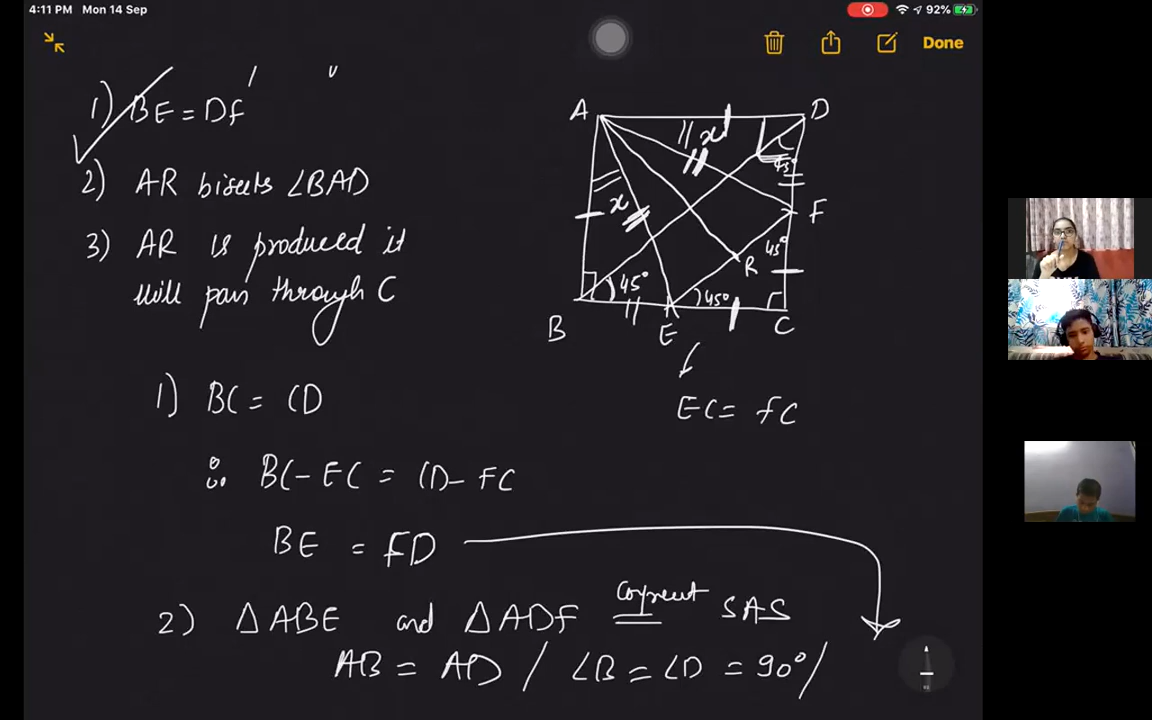 4:11 PM Mon 14 Sep
92%
Done
1) BE = Df
2) AR bisects ∠BAD
3) AR is produced it
will pass through C
A
D
x
45°
x
F
45°
R
45°
45°
B
E
C
EC = fC
1) BC = CD
∴ BC - EC = CD - FC
BE = FD
2) △ABE and △ADF congruent SAS
AB = AD / ∠B = ∠D = 90° /